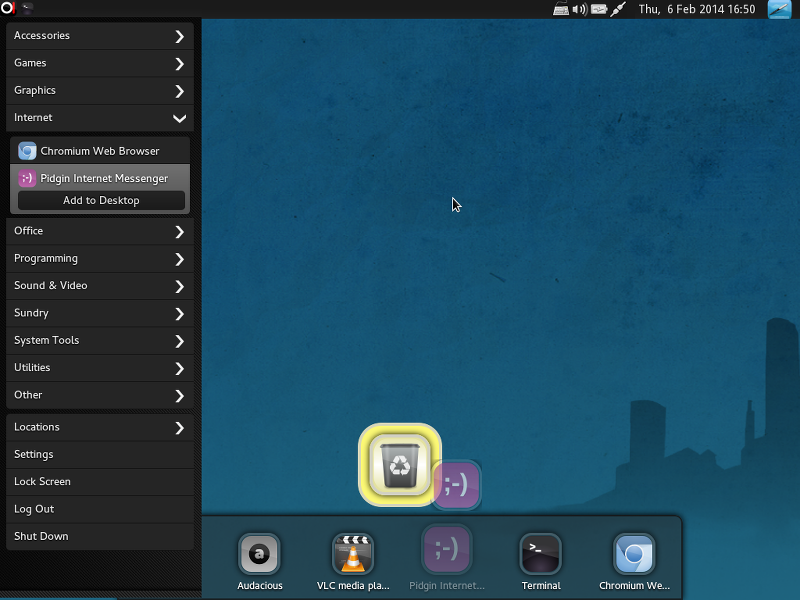 Thu, 6 Feb 2014 16:50
Accessories
Games
Graphics
Internet
Chromium Web Browser
;-) Pidgin Internet Messenger
Add to Desktop
Office
Programming
Sound & Video
Sundry
System Tools
Utilities
Other
Locations
Settings
Lock Screen
Log Out
Shut Down
;-)
a
;-)
>_
Audacious
VLC media pla...
Pidgin Internet...
Terminal
Chromium We...